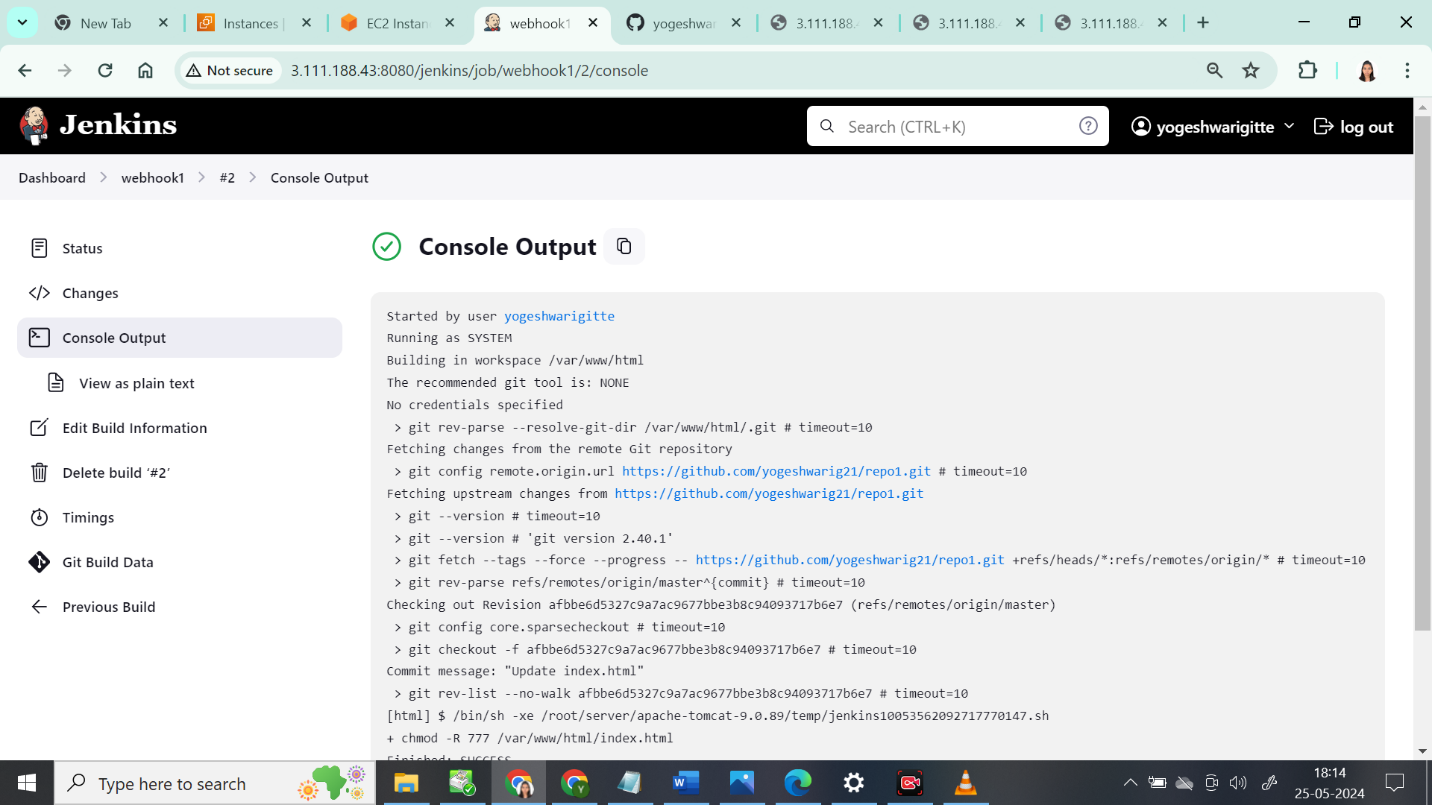 New Tab
Instances |
EC2 Instan
webhook1
yogeshwar
3.111.188.
3.111.188.
3.111.188.
Not secure
3.111.188.43:8080/jenkins/job/webhook1/2/console
Jenkins
Search (CTRL+K)
yogeshwarigitte
log out
Dashboard > webhook1 > #2 > Console Output
Status
Changes
Console Output
View as plain text
Edit Build Information
Delete build ‘#2’
Timings
Git Build Data
Previous Build
Console Output
Started by user yogeshwarigitte
Running as SYSTEM
Building in workspace /var/www/html
The recommended git tool is: NONE
No credentials specified
 > git rev-parse --resolve-git-dir /var/www/html/.git # timeout=10
Fetching changes from the remote Git repository
 > git config remote.origin.url https://github.com/yogeshwarig21/repo1.git # timeout=10
Fetching upstream changes from https://github.com/yogeshwarig21/repo1.git
 > git --version # timeout=10
 > git --version # 'git version 2.40.1'
 > git fetch --tags --force --progress -- https://github.com/yogeshwarig21/repo1.git +refs/heads/*:refs/remotes/origin/* # timeout=10
 > git rev-parse refs/remotes/origin/master^{commit} # timeout=10
Checking out Revision afbbe6d5327c9a7ac9677bbe3b8c94093717b6e7 (refs/remotes/origin/master)
 > git config core.sparsecheckout # timeout=10
 > git checkout -f afbbe6d5327c9a7ac9677bbe3b8c94093717b6e7 # timeout=10
Commit message: "Update index.html"
 > git rev-list --no-walk afbbe6d5327c9a7ac9677bbe3b8c94093717b6e7 # timeout=10
[html] $ /bin/sh -xe /root/server/apache-tomcat-9.0.89/temp/jenkins10053562092717770147.sh
+ chmod -R 777 /var/www/html/index.html
Finished: SUCCESS
Type here to search
18:14
25-05-2024